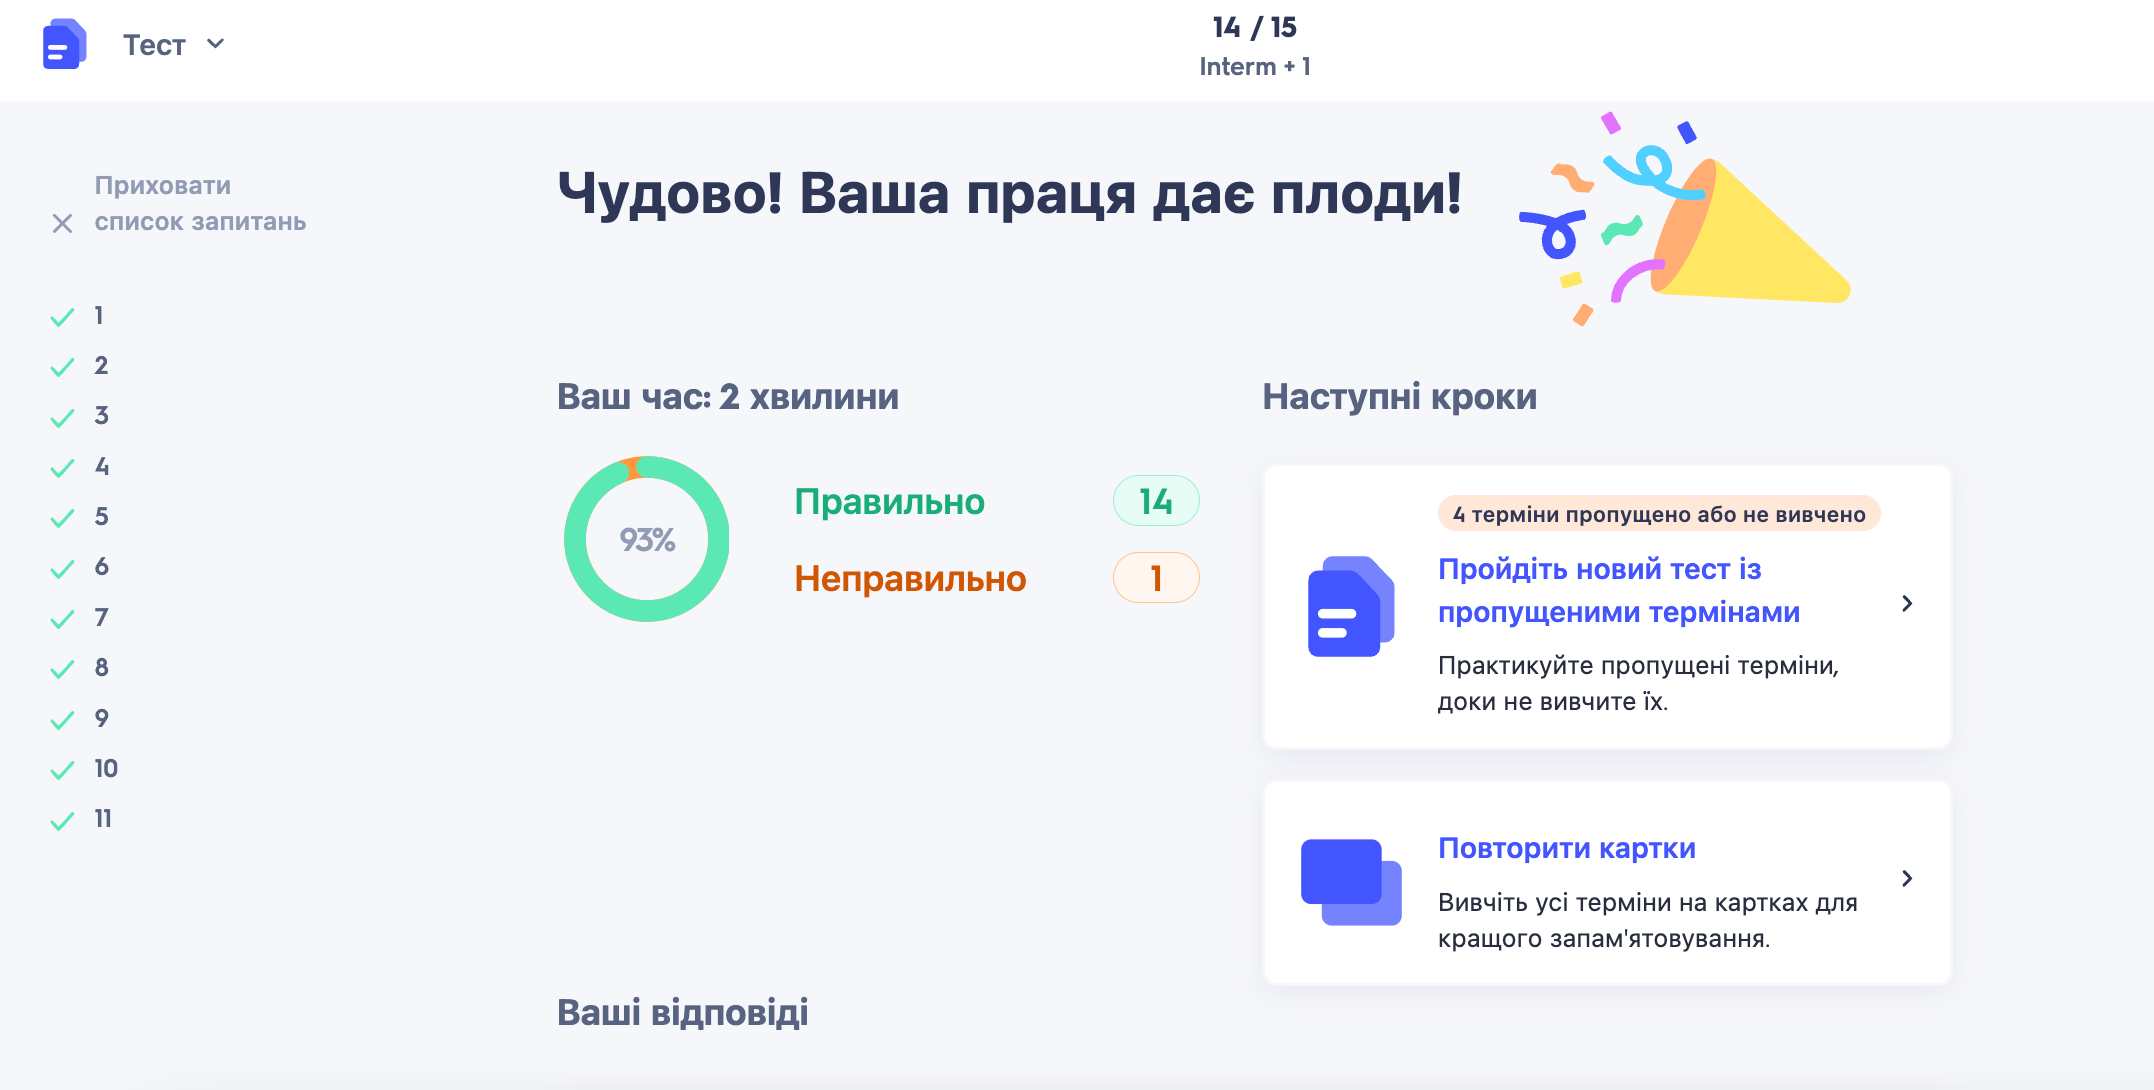 Тест
14 / 15
Interm + 1
Приховати
список запитань
1
2
3
4
5
6
7
8
9
10
11
Чудово! Ваша праця дає плоди!
Ваш час: 2 хвилини
93%
Правильно 14
Неправильно 1
Наступні кроки
4 терміни пропущено або не вивчено
Пройдіть новий тест із
пропущеними термінами
Практикуйте пропущені терміни,
доки не вивчите їх.
Повторити картки
Вивчіть усі терміни на картках для
кращого запам'ятовування.
Ваші відповіді